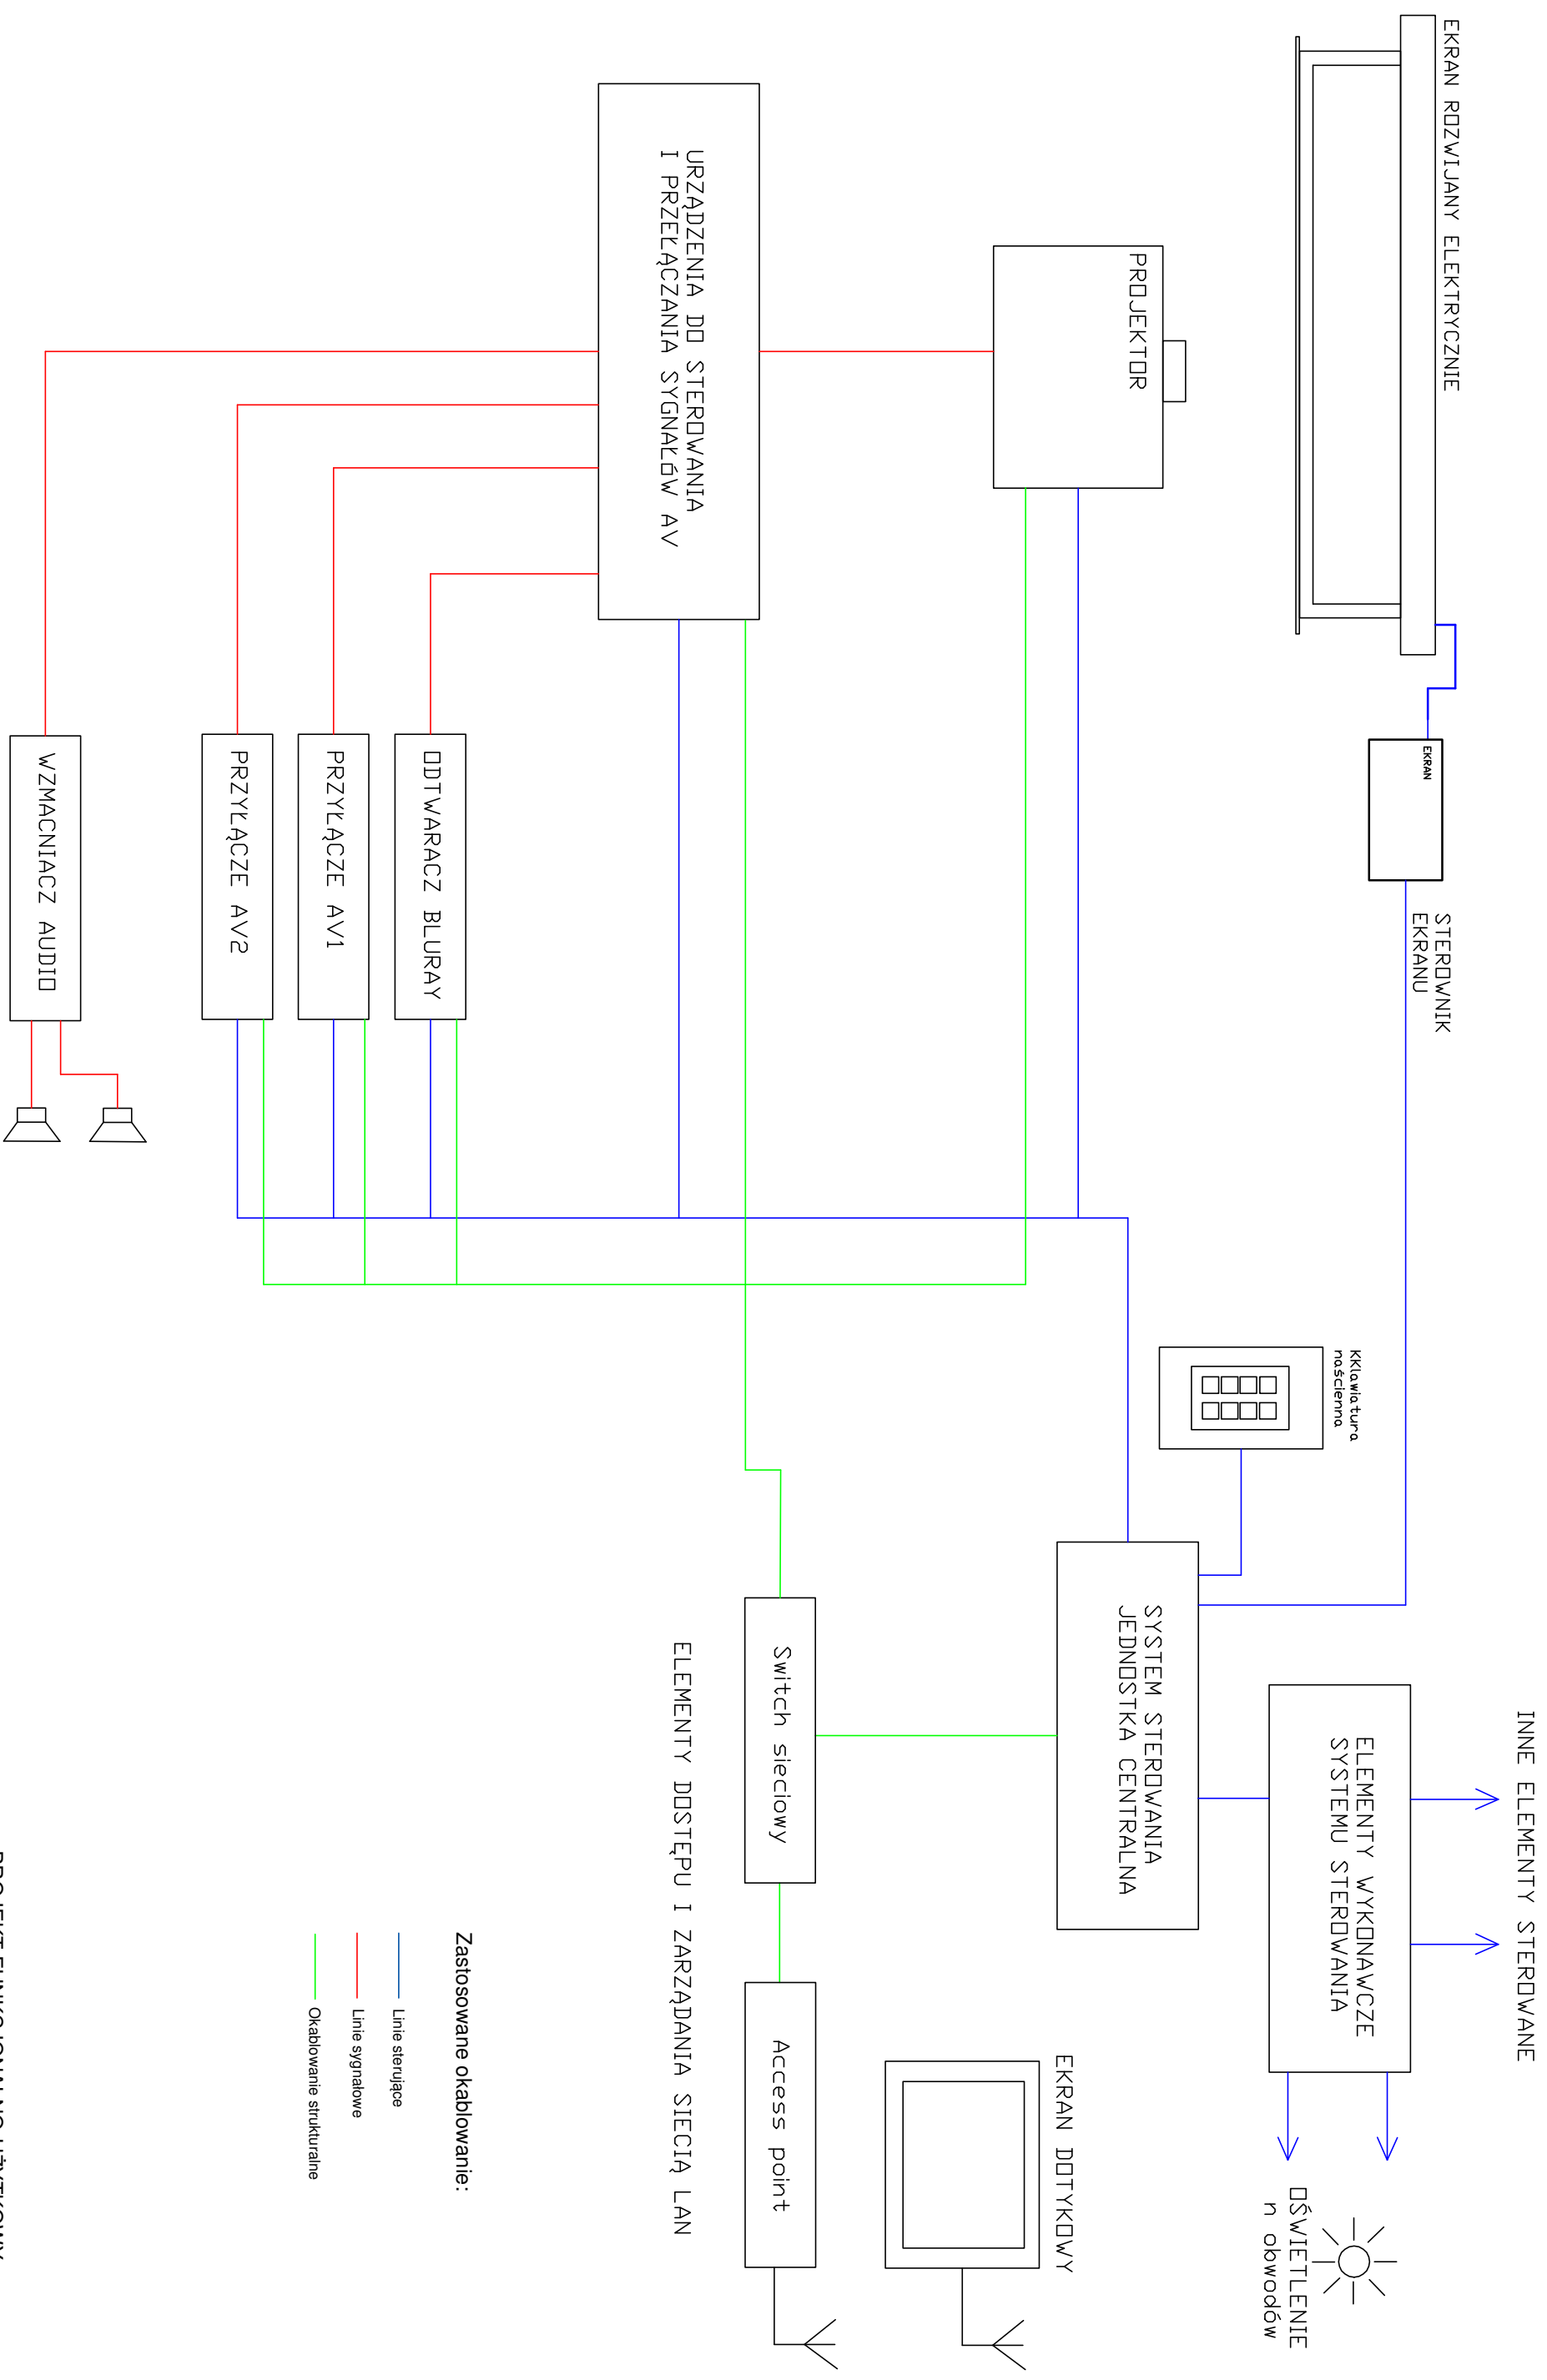 EKRAN ROZWIJANY ELEKTRYCZNIE
EKRAN
STEROWNIK
EKRANU
INNE ELEMENTY STEROWANE
ELEMENTY WYKONAWCZE
SYSTEMU STEROWANIA
OŚWIETLENIE
n obwodów
KKlawiatura
naścienna
PROJEKTOR
SYSTEM STEROWANIA
JEDNOSTKA CENTRALNA
EKRAN DOTYKOWY
URZĄDZENIA DO STEROWANIA
I PRZEŁĄCZANIA SYGNAŁÓW AV
Switch sieciowy
Access point
ELEMENTY DOSTĘPU I ZARZĄDANIA SIECIĄ LAN
ODTWARACZ BLURAY
PRZYŁĄCZE AV1
PRZYŁĄCZE AV2
WZMACNIACZ AUDIO
Zastosowane okablowanie:
Linie sterujące
Linie sygnałowe
Okablowanie strukturalne